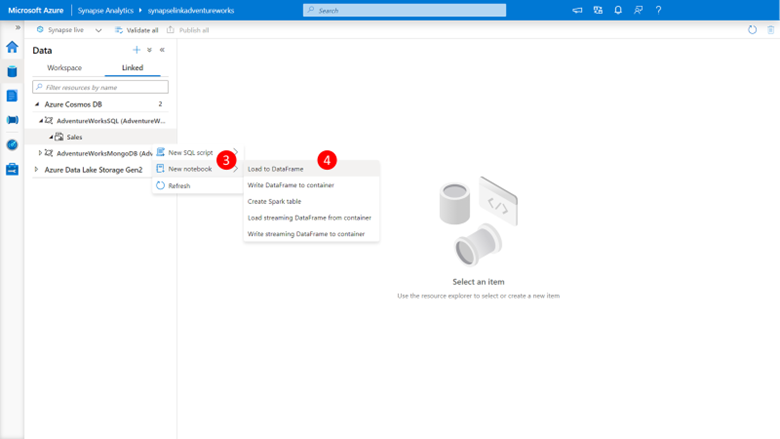 Microsoft Azure
Synapse Analytics > synapselinkadventureworks
Search
?
Synapse live
Validate all
Publish all
Data
Workspace
Linked
Filter resources by name
Azure Cosmos DB
2
AdventureWorksSQL (AdventureW...
Sales
New SQL script
AdventureWorksMongoDB (Adv
3
4
New notebook
Load to DataFrame
Azure Data Lake Storage Gen2
Refresh
Write DataFrame to container
Create Spark table
Load streaming DataFrame from container
Write streaming DataFrame to container
Select an item
Use the resource explorer to select or create a new item